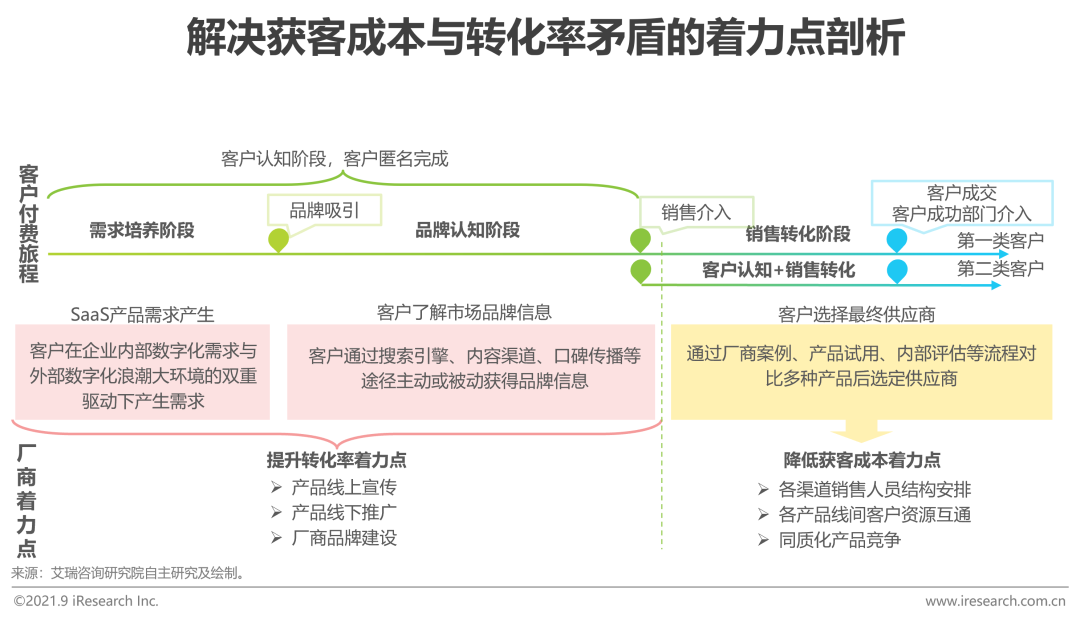 解决获客成本与转化率矛盾的着力点剖析
客户付费旅程
客户认知阶段，客户匿名完成
需求培养阶段
品牌吸引
品牌认知阶段
销售介入
销售转化阶段
客户成交
客户成功部门介入
第一类客户
客户认知+销售转化
第二类客户
SaaS产品需求产生
客户在企业内部数字化需求与
外部数字化浪潮大环境的双重
驱动下产生需求
客户了解市场品牌信息
客户通过搜索引擎、内容渠道、口碑传播等
途径主动或被动获得品牌信息
客户选择最终供应商
通过厂商案例、产品试用、内部评估等流程对
比多种产品后选定供应商
厂商着力点
提升转化率着力点
➢ 产品线上宣传
➢ 产品线下推广
➢ 厂商品牌建设
降低获客成本着力点
➢ 各渠道销售人员结构安排
➢ 各产品线间客户资源互通
➢ 同质化产品竞争
来源：艾瑞咨询研究院自主研究及绘制。
©2021.9 iResearch Inc.
www.iresearch.com.cn